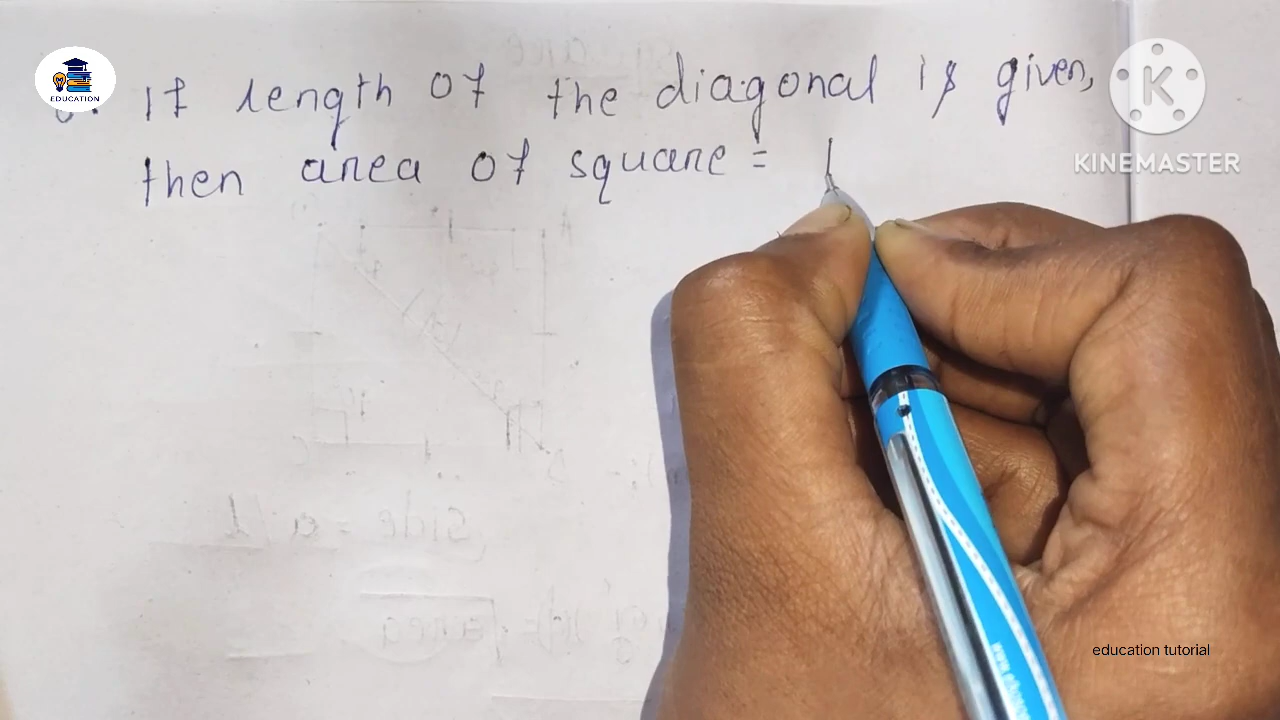 EDUCATION
If length of the diagonal is given,
then area of square =
K
KINEMASTER
education tutorial